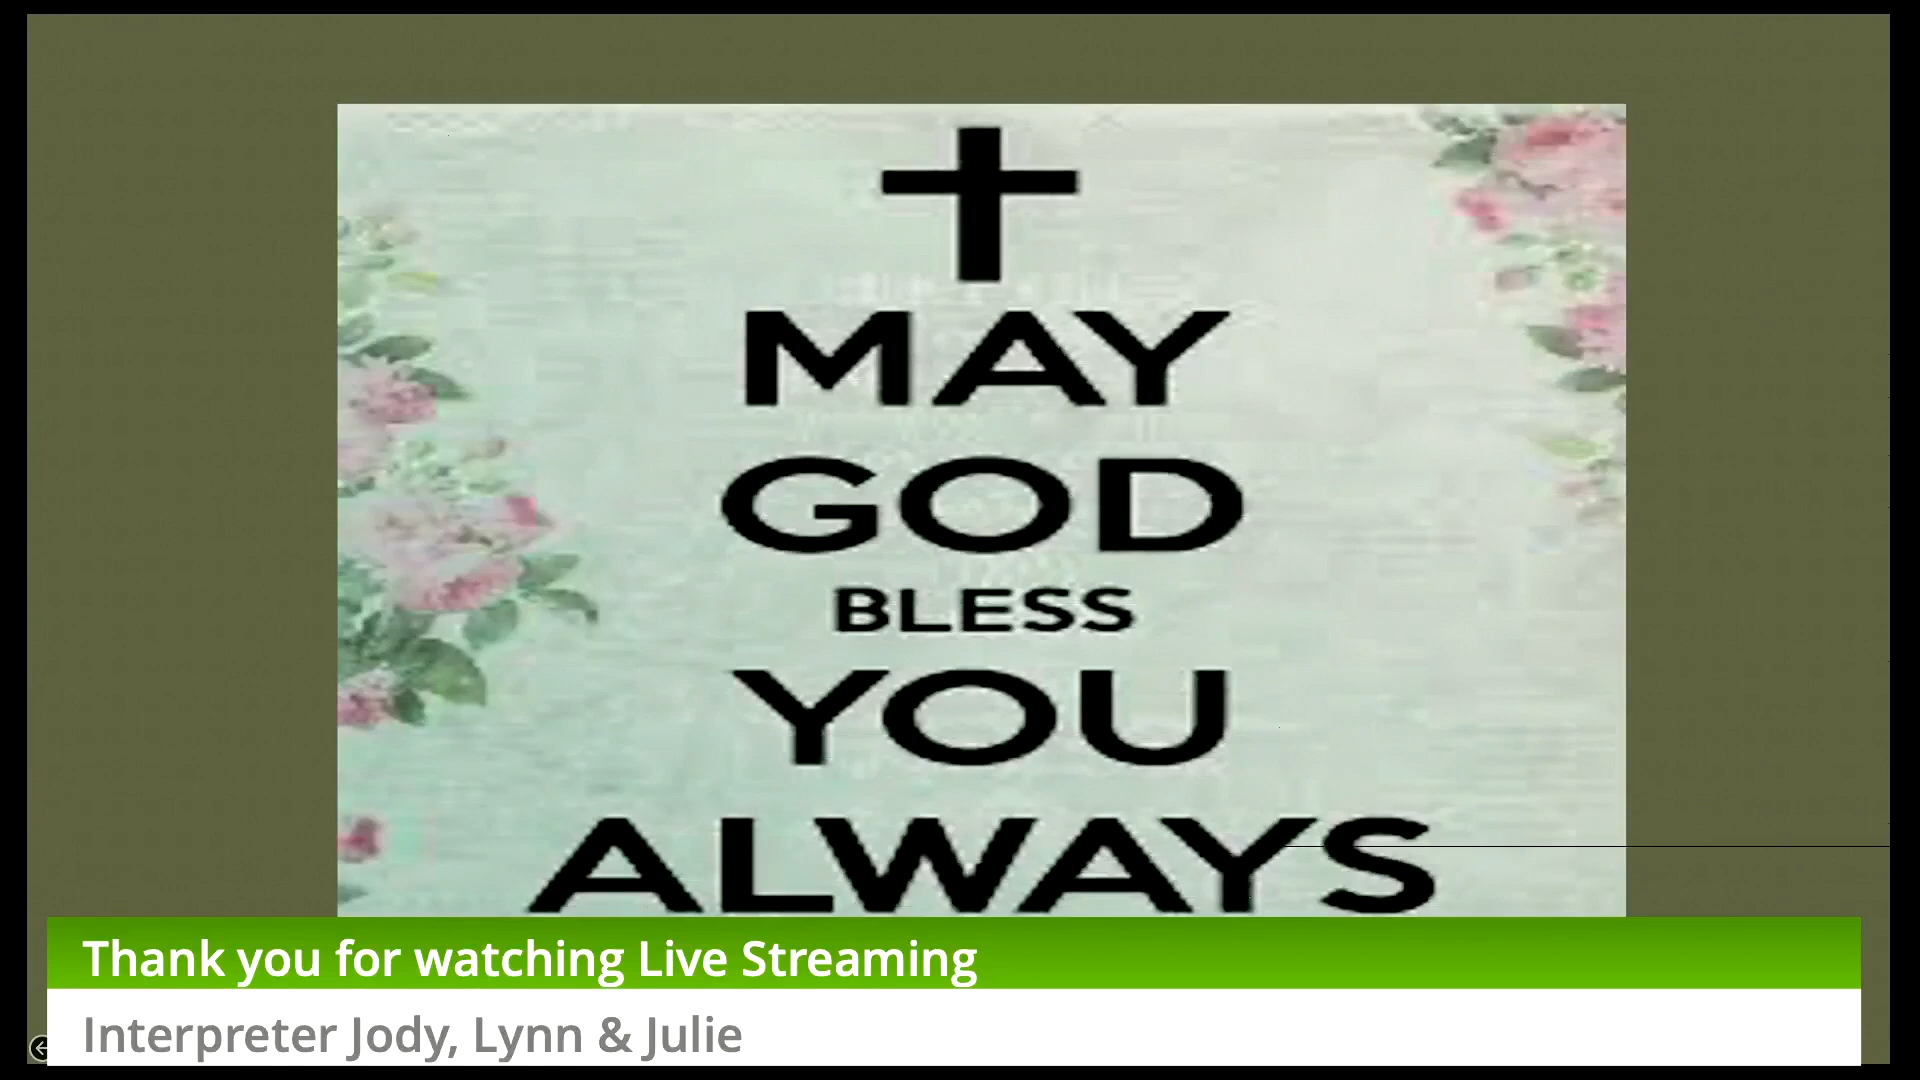 MAY
GOD
BLESS
YOU
ALWAYS
Thank you for watching Live Streaming
Interpreter Jody, Lynn & Julie